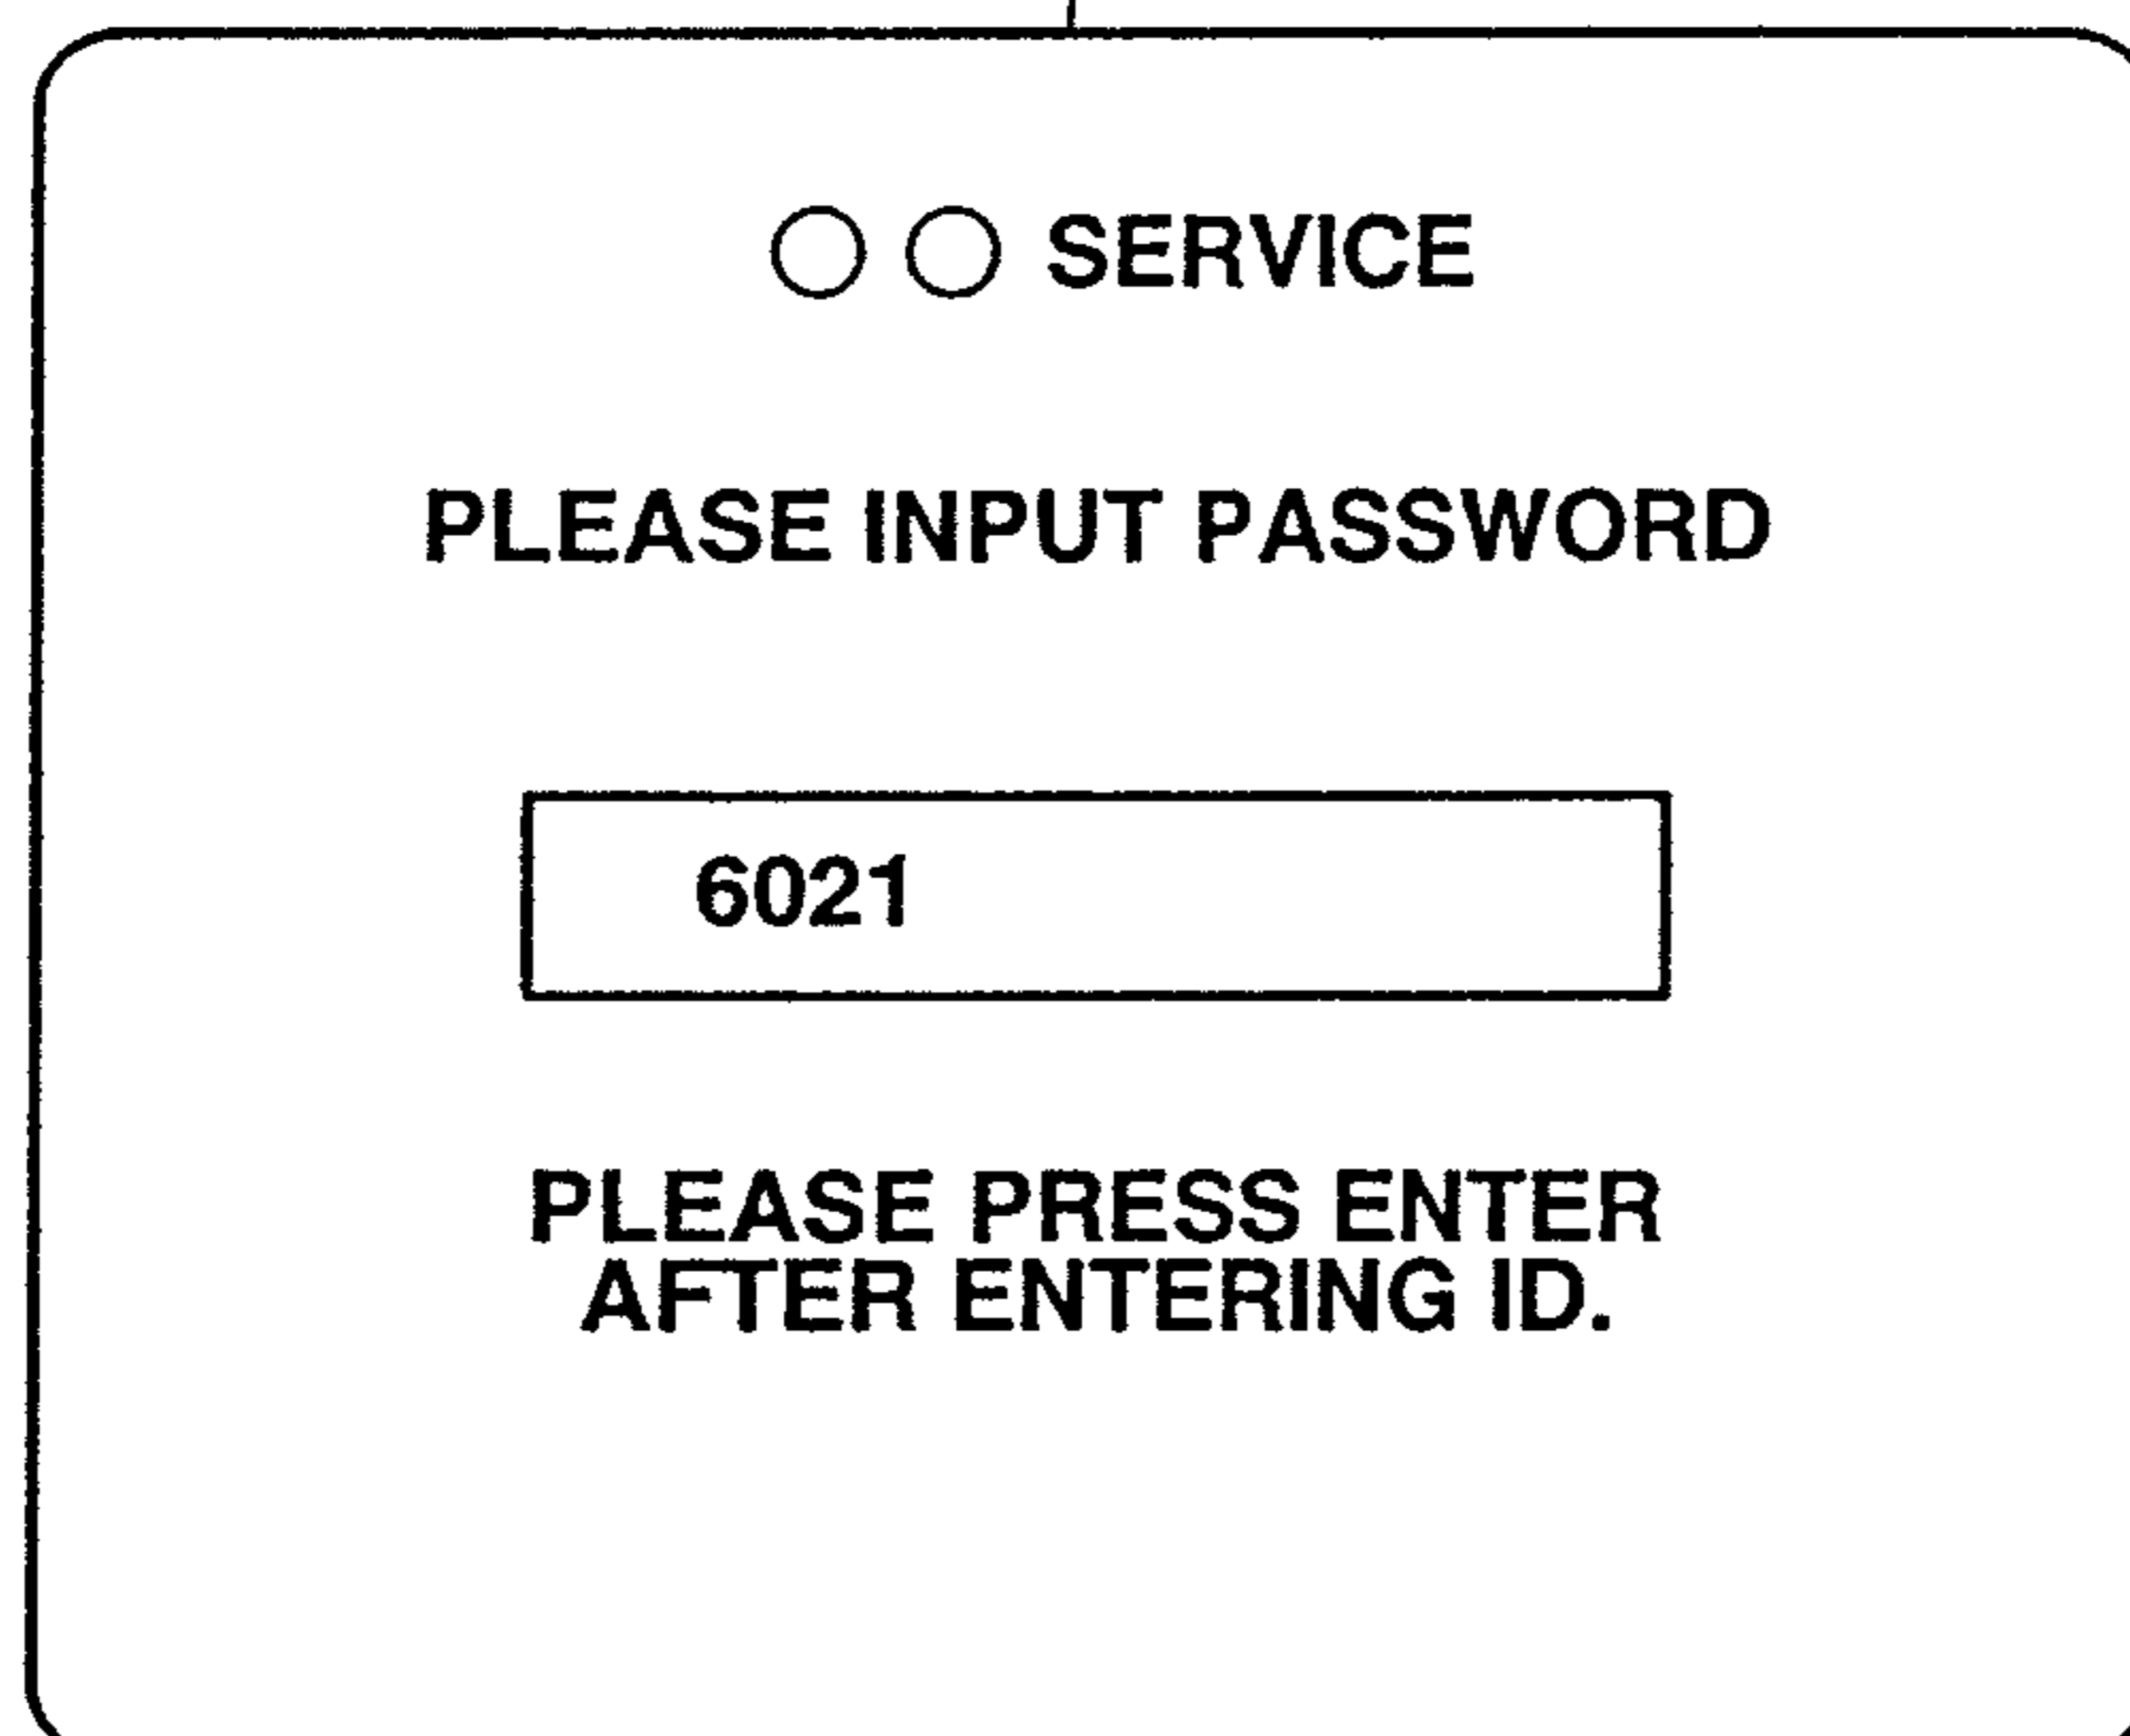 ○○ SERVICE
PLEASE INPUT PASSWORD
6021
PLEASE PRESS ENTER
AFTER ENTERING ID.